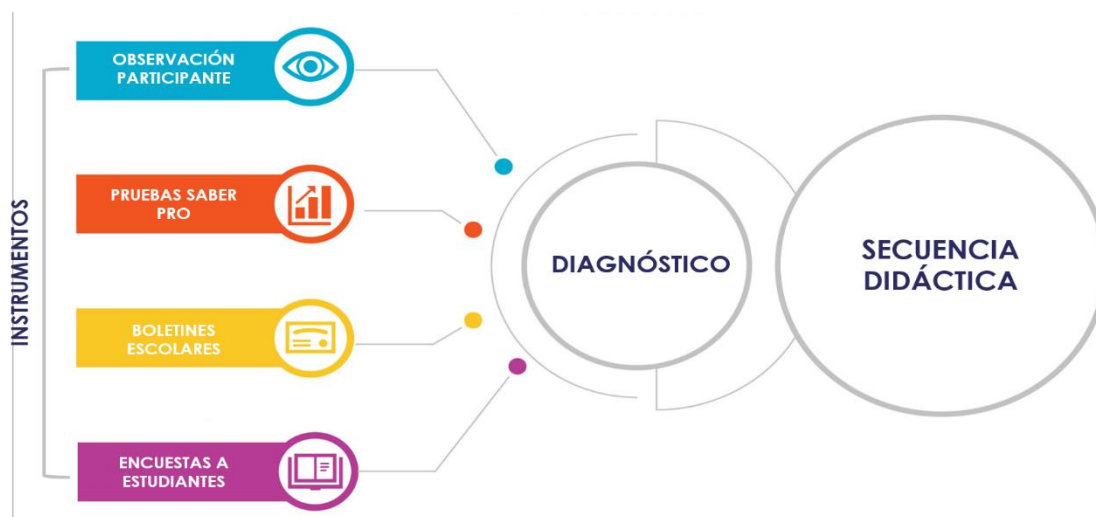 INSTRUMENTOS
OBSERVACIÓN
PARTICIPANTE
PRUEBAS SABER
PRO
BOLETINES
ESCOLARES
ENCUESTAS A
ESTUDIANTES
DIAGNÓSTICO
SECUENCIA
DIDÁCTICA